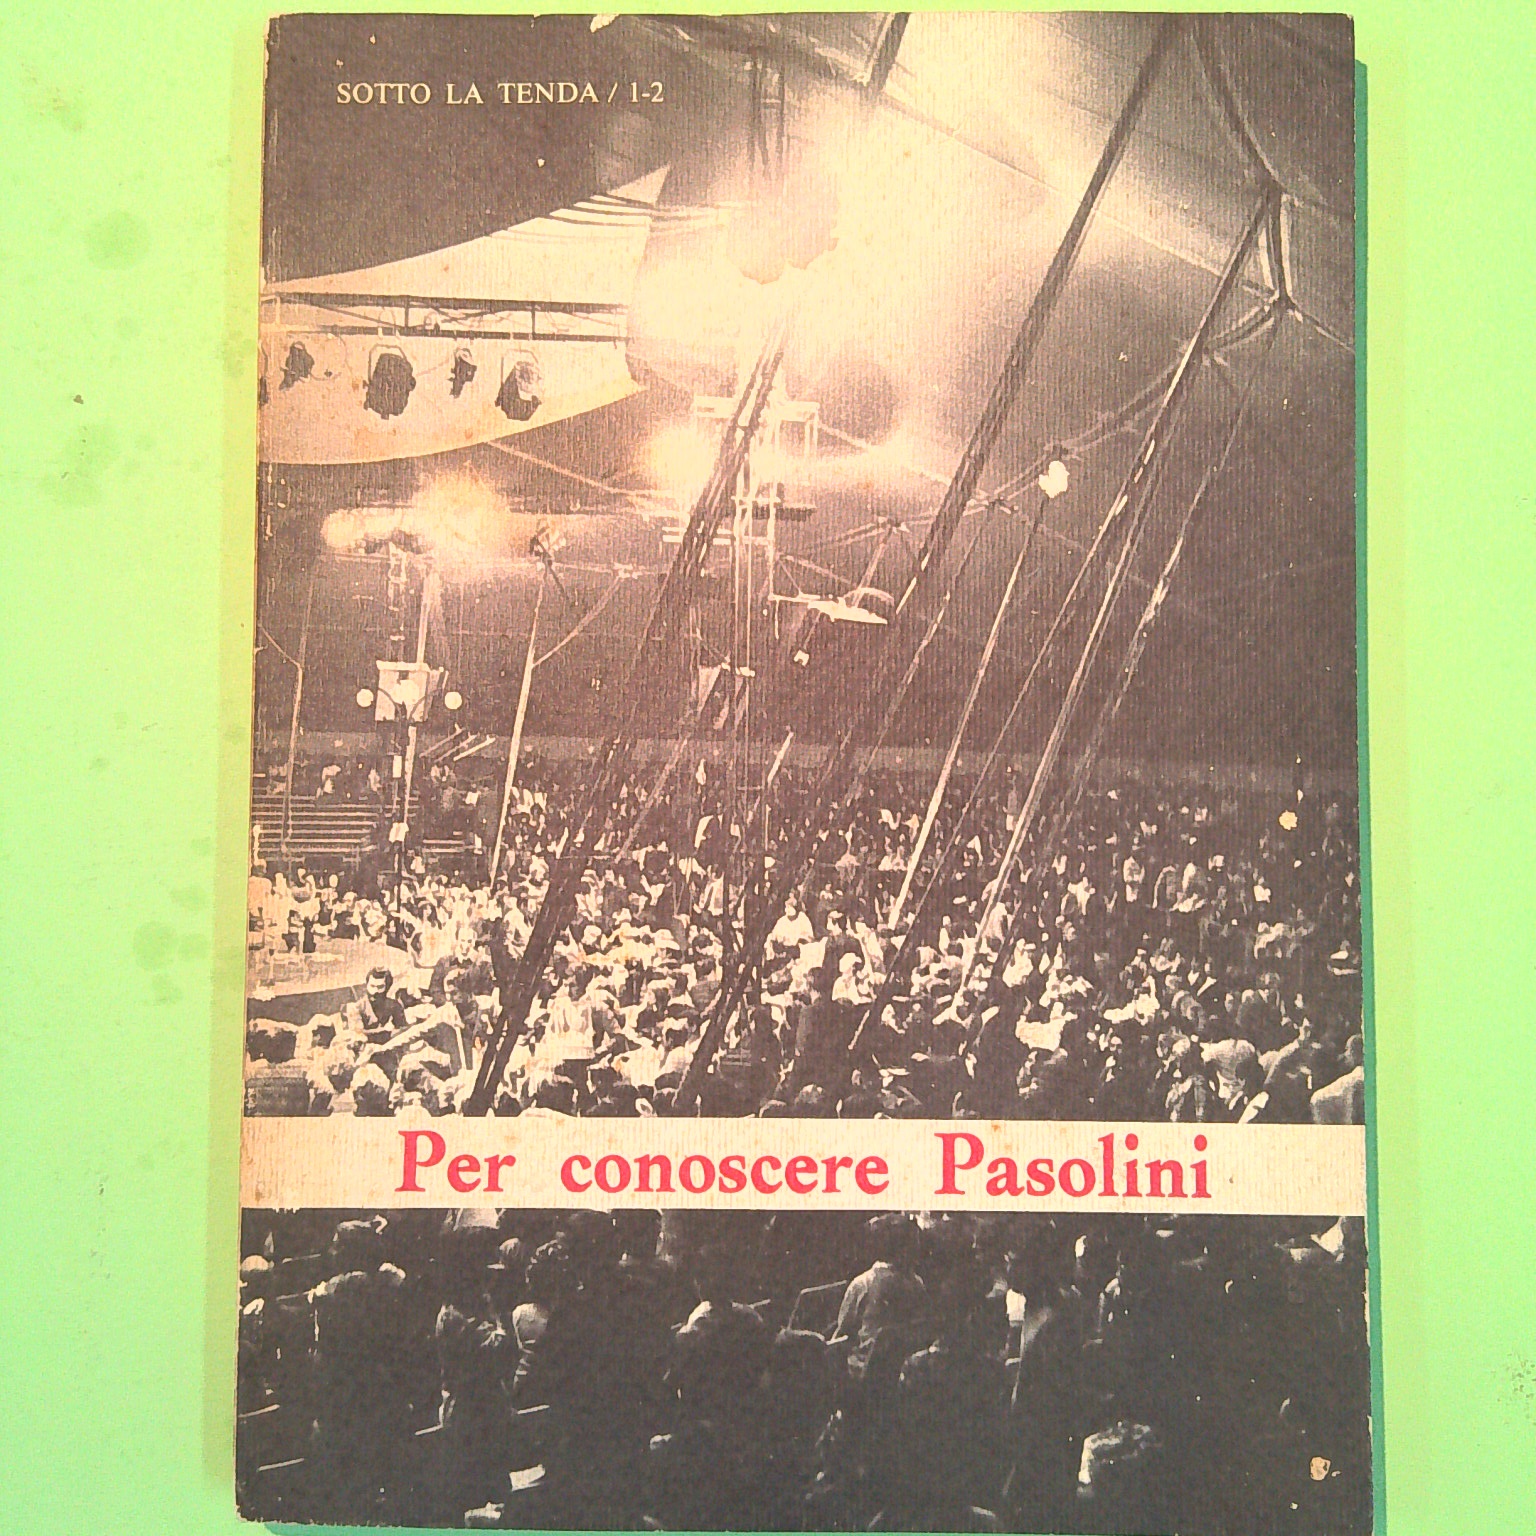 SOTTO LA TENDA / 1-2
Per conoscere Pasolini